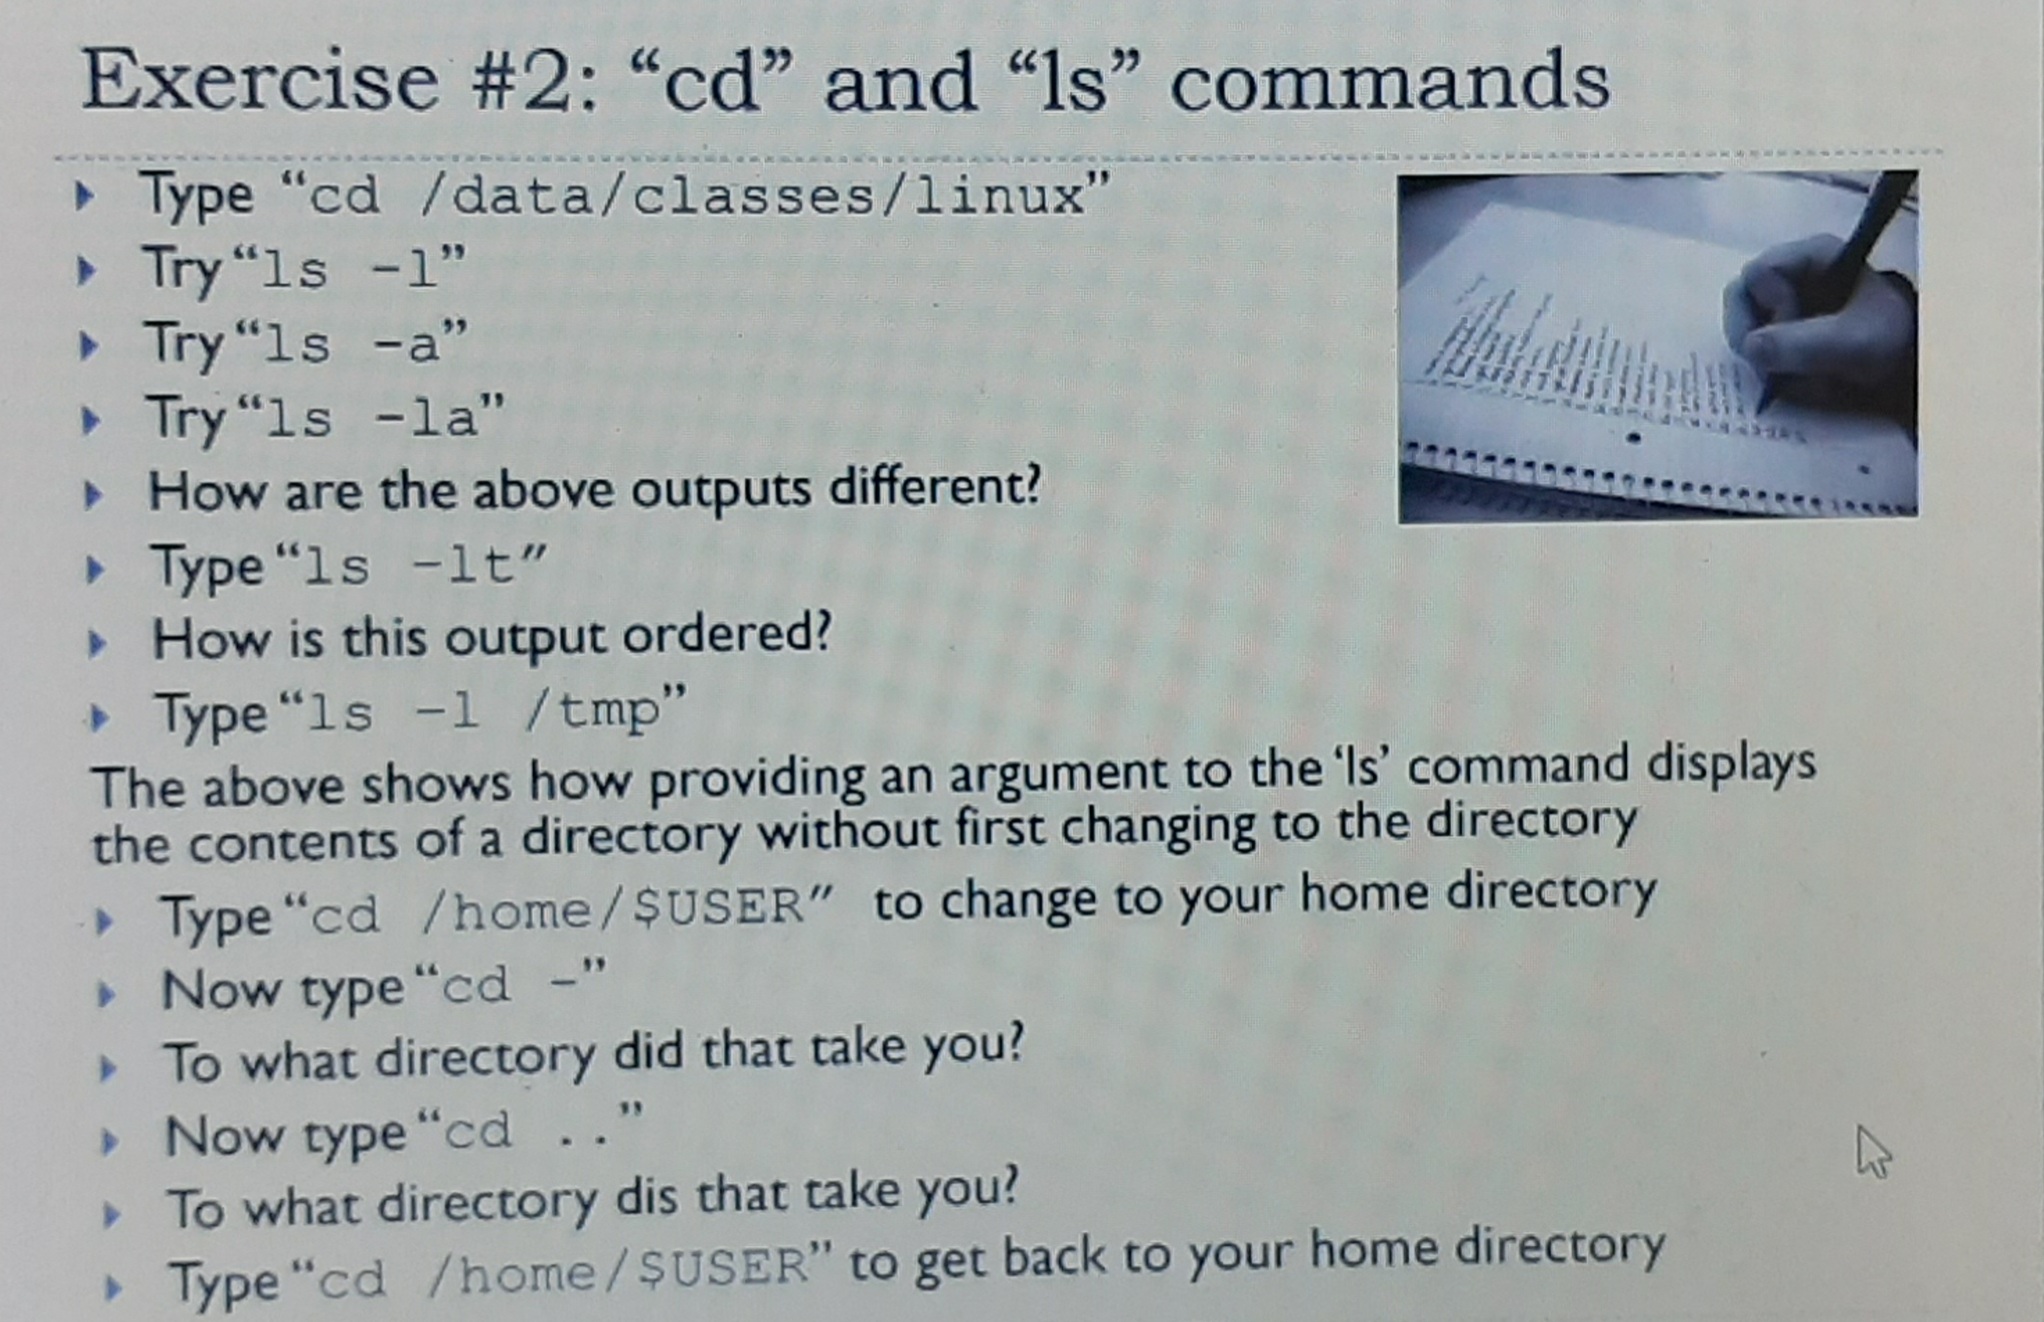 Exercise #2: “cd” and “ls” commands
Type “cd /data/classes/linux”
Try “ls -l”
Try “ls -a”
Try “ls -la”
How are the above outputs different?
Type “ls -lt”
How is this output ordered?
Type “ls -l /tmp”
The above shows how providing an argument to the ‘ls’ command displays
the contents of a directory without first changing to the directory
Type “cd /home/$USER” to change to your home directory
Now type “cd -”
To what directory did that take you?
Now type “cd ..”
To what directory dis that take you?
Type “cd /home/$USER” to get back to your home directory